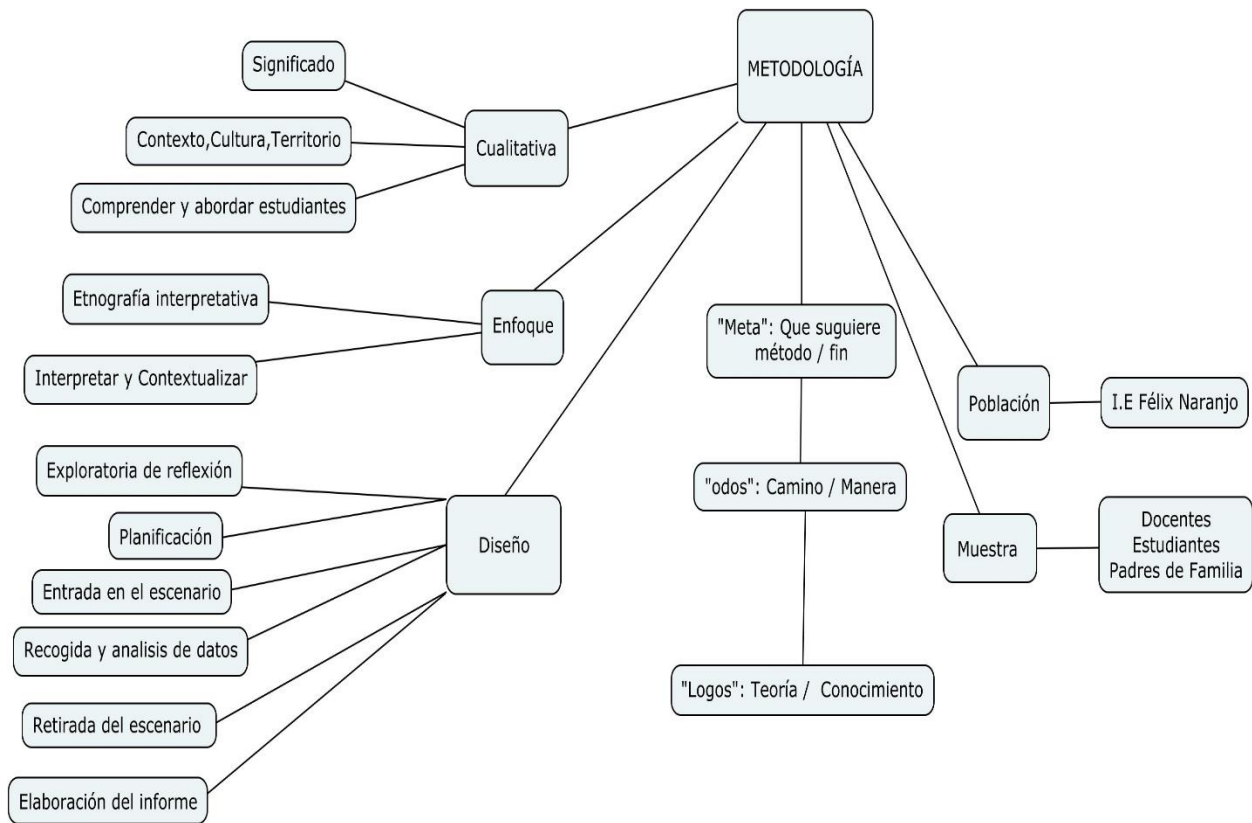 METODOLOGÍA
Significado
Contexto,Cultura,Territorio
Cualitativa
Comprender y abordar estudiantes
Etnografía interpretativa
Enfoque
Interpretar y Contextualizar
Exploratoria de reflexión
Planificación
Diseño
Entrada en el escenario
Recogida y analisis de datos
Retirada del escenario
Elaboración del informe
"Meta": Que suguiere
método / fin
"odos": Camino / Manera
"Logos": Teoría / Conocimiento
Población
I.E Félix Naranjo
Muestra
Docentes
Estudiantes
Padres de Familia